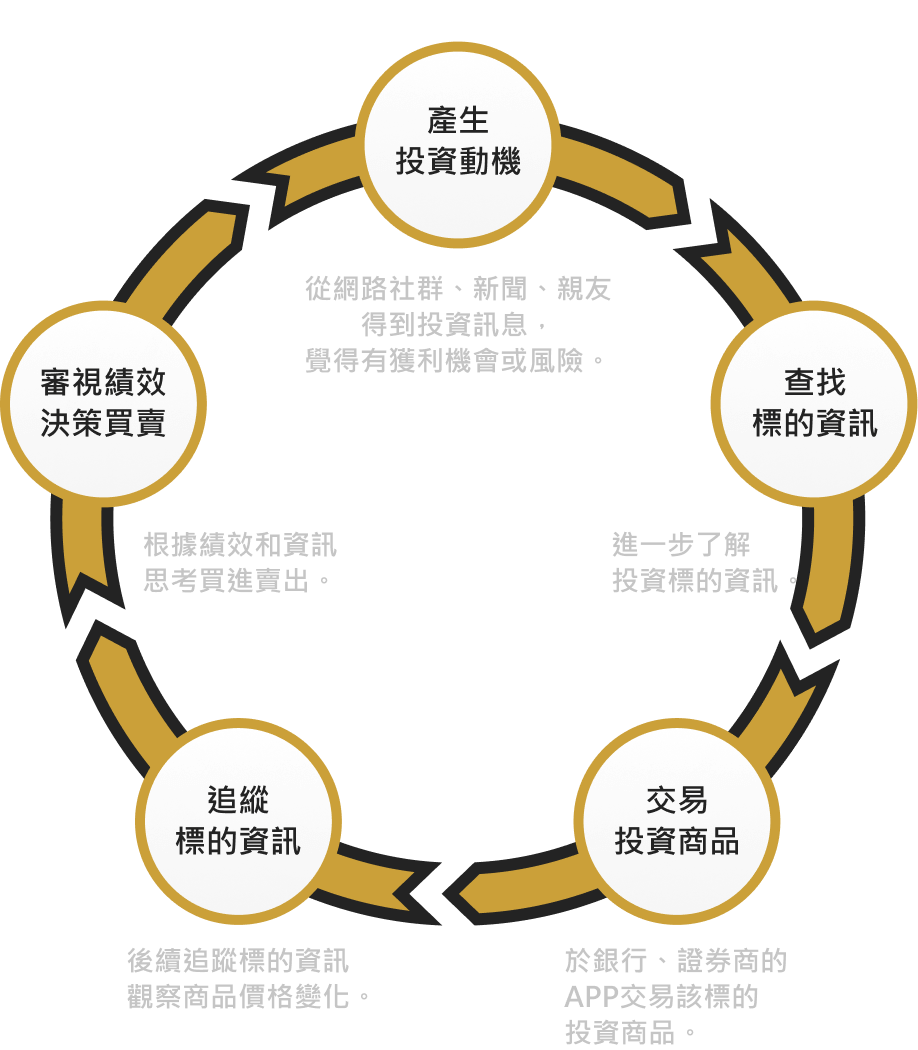 產生
投資動機
從網路社群、新聞、親友
得到投資訊息，
覺得有獲利機會或風險。
查找
標的資訊
進一步了解
投資標的資訊。
交易
投資商品
於銀行、證券商的
APP交易該標的
投資商品。
追縱
標的資訊
後續追蹤標的資訊
觀察商品價格變化。
審視績效
決策買賣
根據績效和資訊
思考買進賣出。